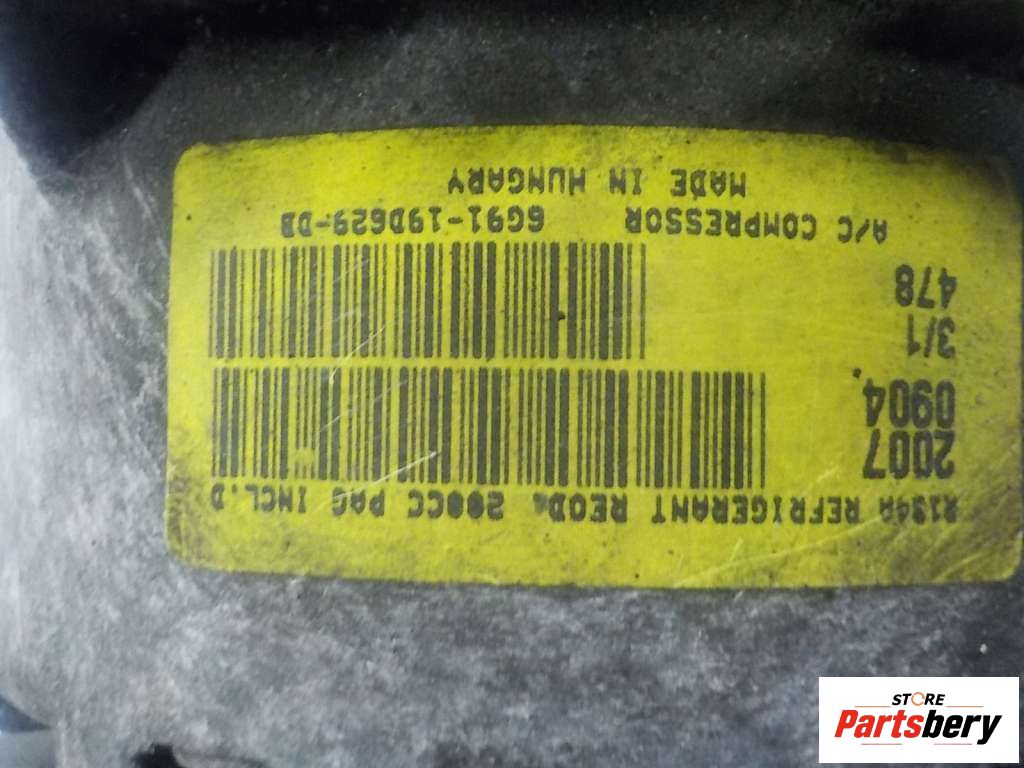 R134A REFRIGERANT REQD. 200CC PAG INCL.D
2007
0904
3/1
478
A/C COMPRESSOR 6G91-19D629-DB
MADE IN HUNGARY
STORE
Partsbery